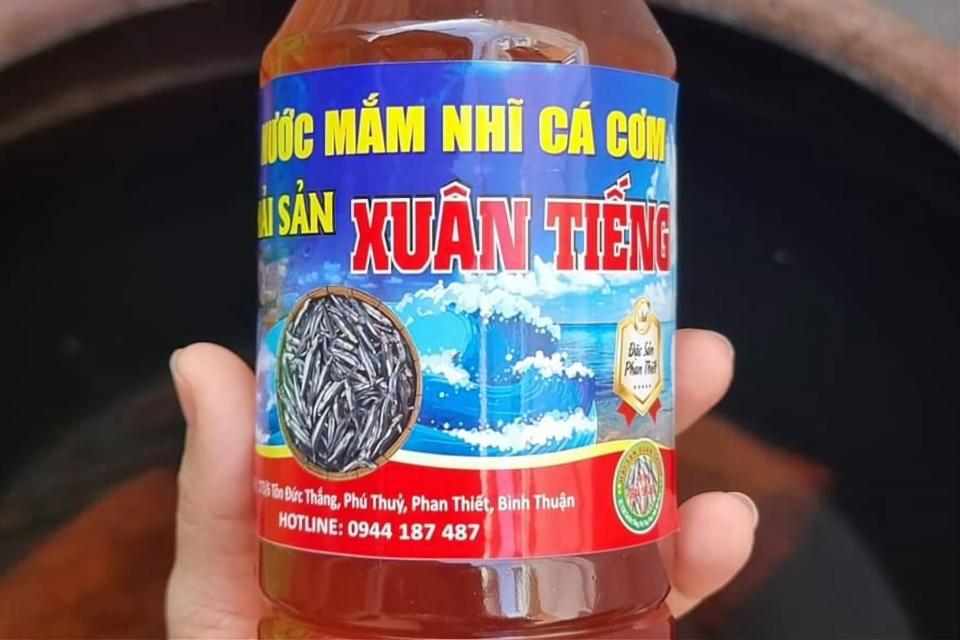 NƯỚC MẮM NHĨ CÁ CƠM
HẢI SẢN XUÂN TIẾNG
Đặc Sản
Phan Thiết
Tôn Đức Thắng, Phú Thuỷ, Phan Thiết, Bình Thuận
HOTLINE: 0944 187 487